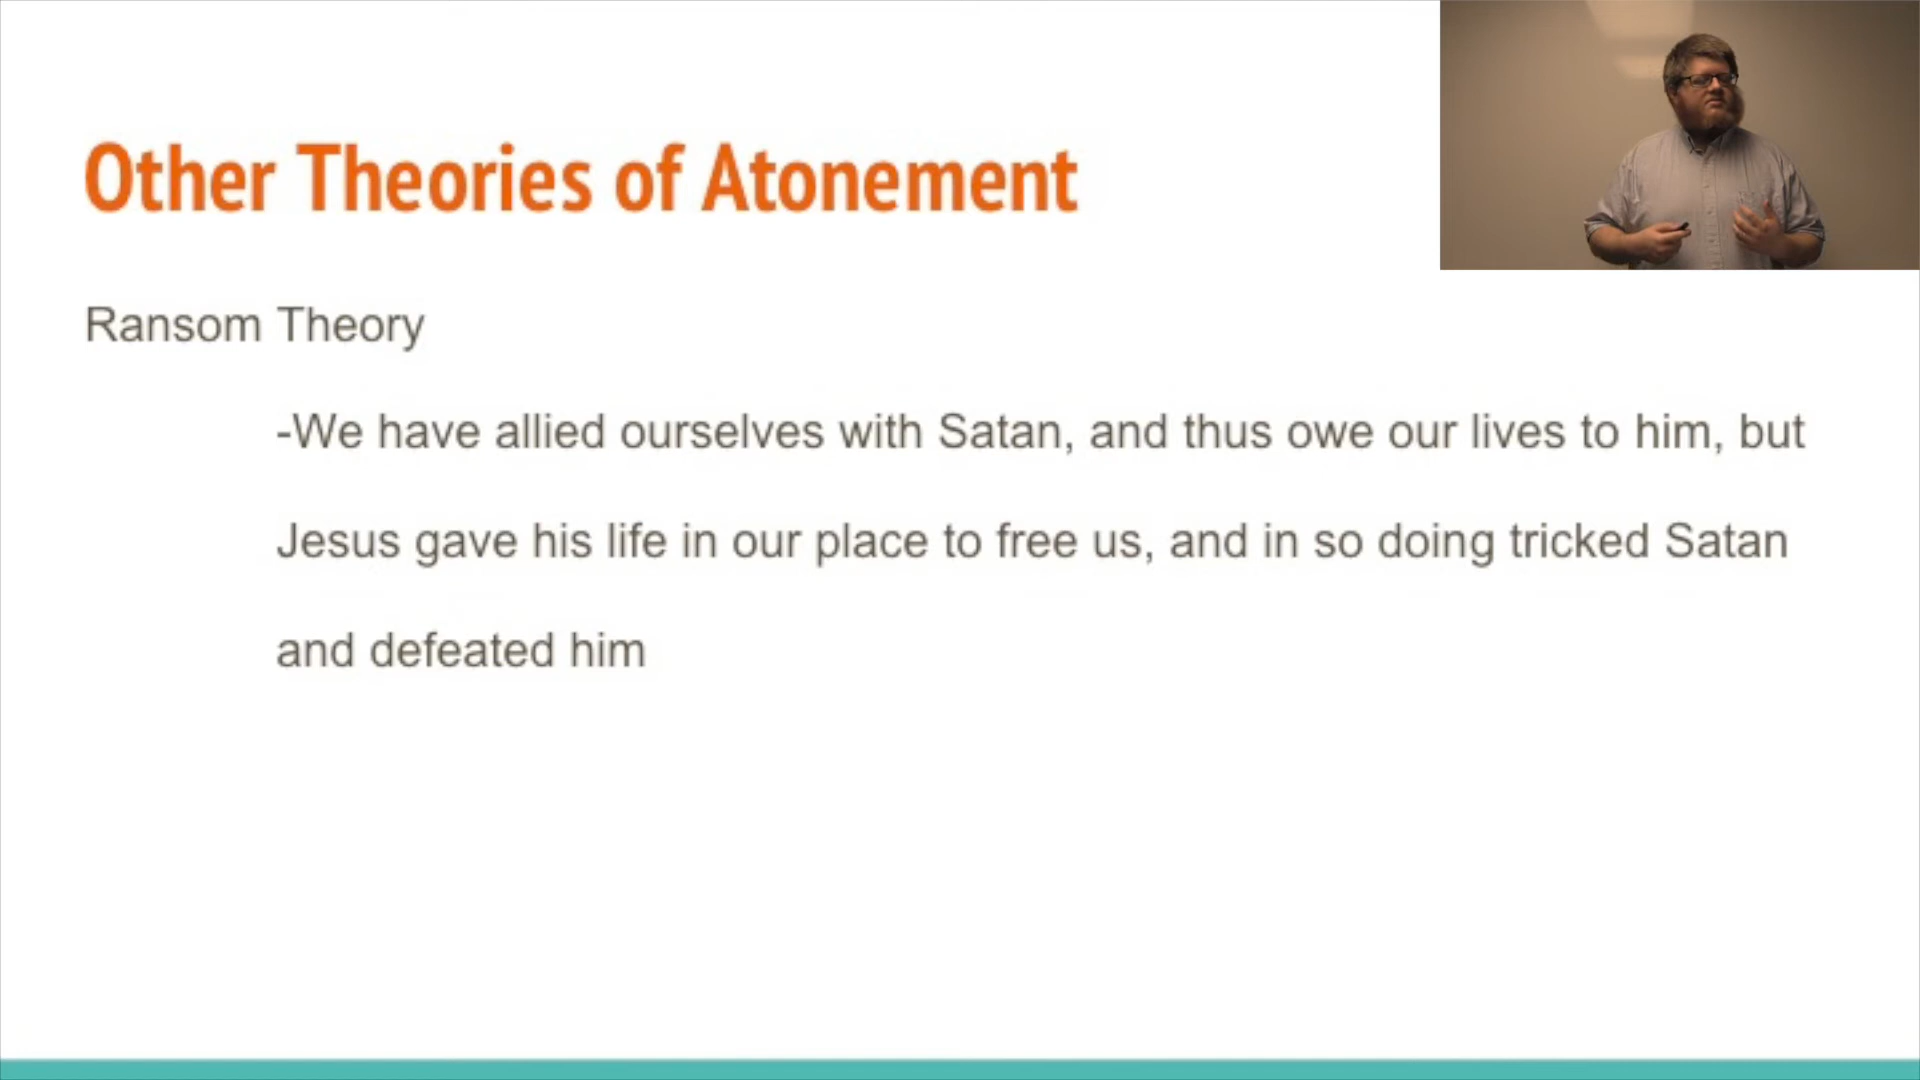 Other Theories of Atonement
Ransom Theory
-We have allied ourselves with Satan, and thus owe our lives to him, but
Jesus gave his life in our place to free us, and in so doing tricked Satan
and defeated him